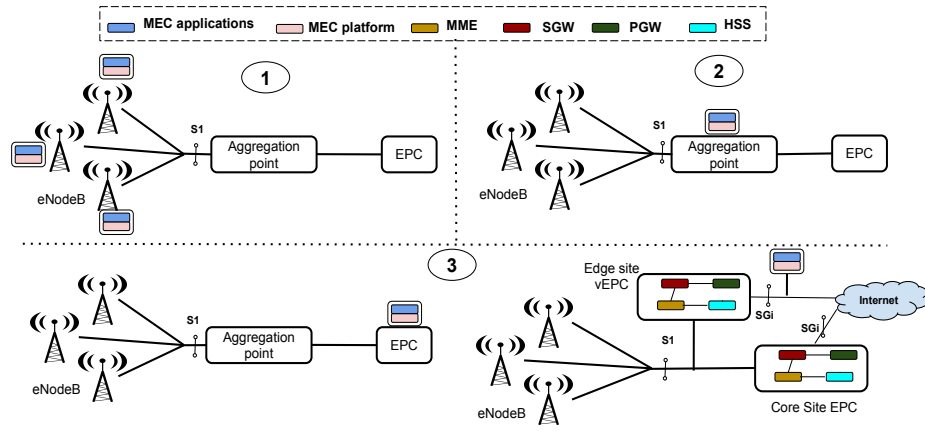 MEC applications
MEC platform
MME
SGW
PGW
HSS
1
S1
Aggregation
point
EPC
eNodeB
2
S1
Aggregation
point
EPC
eNodeB
3
S1
Aggregation
point
EPC
eNodeB
Edge site
vEPC
SGi
Internet
SGi
S1
eNodeB
Core Site EPC